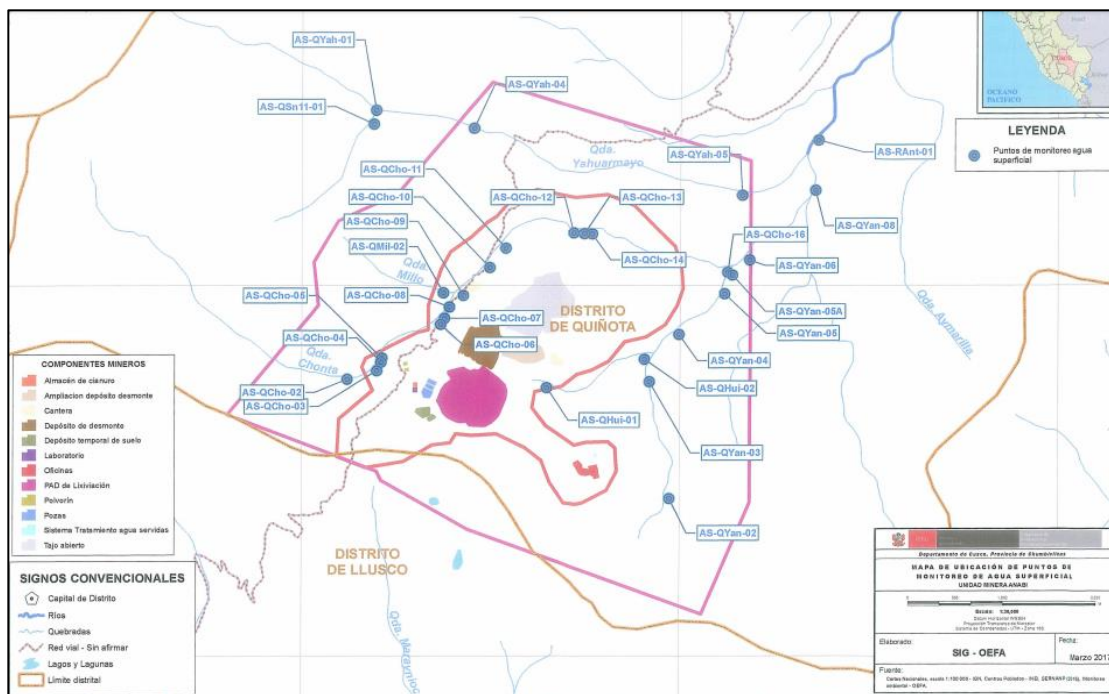 AS-QYah-01
AS-QYah-04
AS-QSn11-01
OCEANO
PACIFICO
LEYENDA
Puntos de monitoreo agua
superficial
AS-RAnt-01
Qda.
Yahuarmayo
AS-QYah-05
AS-QCho-11
AS-QCho-10
AS-QCho-12
AS-QCho-13
AS-QCho-09
AS-QYan-08
AS-QMil-02
AS-QCho-16
AS-QCho-14
AS-QYan-06
Qda.
Millo
AS-QCho-05
AS-QCho-08
AS-QYan-05A
DISTRITO
DE QUIÑOTA
AS-QCho-07
AS-QYan-05
Qda. Aymarilla
AS-QCho-04
AS-QCho-06
AS-QYan-04
Qda.
Chonta
AS-QHui-02
AS-QCho-02
AS-QCho-03
AS-QHui-01
AS-QYan-03
AS-QYan-02
COMPONENTES MINEROS
Almacén de cianuro
Ampliacion depósito desmonte
Cantera
Depósito de desmonte
Depósito temporal de suelo
Laboratorio
Oficinas
PAD de Lixiviación
Polvorín
Pozas
Sistema Tratamiento agua servidas
Tajo abierto
DISTRITO
DE LLUSCO
SIGNOS CONVENCIONALES
Capital de Distrito
Ríos
Quebradas
Red vial - Sin afirmar
Lagos y Lagunas
Límite distrital
Departamento de Cusco, Provincia de Chumbivilcas
MAPA DE UBICACIÓN DE PUNTOS DE
MONITOREO DE AGUA SUPERFICIAL
UNIDAD MINERA ANABI
Elaborado:
SIG - OEFA
Fecha:
Marzo 2017
Fuente: